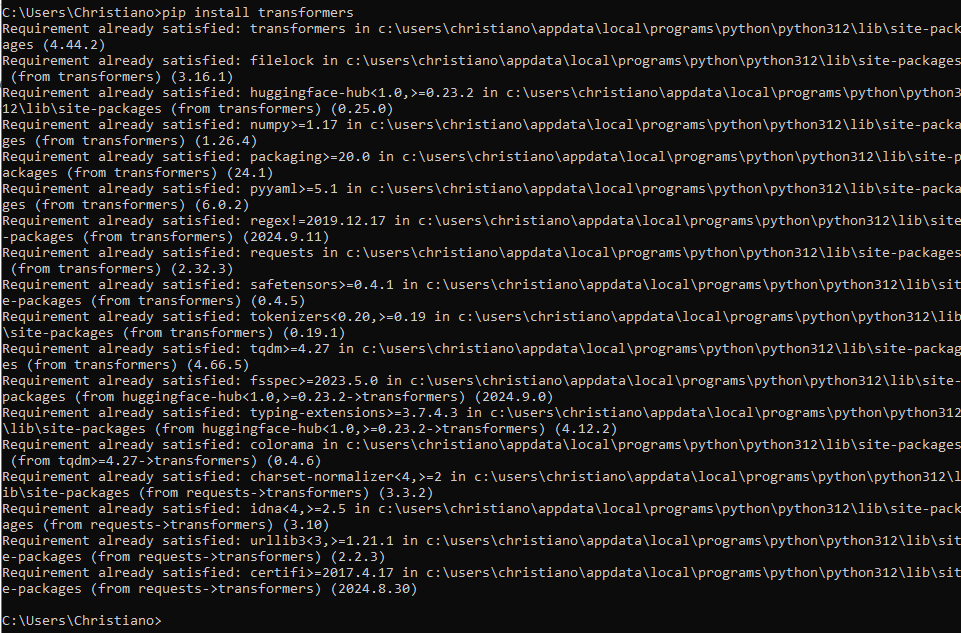 C:\Users\Christiano>pip install transformers
Requirement already satisfied: transformers in c:\users\christiano\appdata\local\programs\python\python312\lib\site-pack
ages (4.44.2)
Requirement already satisfied: filelock in c:\users\christiano\appdata\local\programs\python\python312\lib\site-packages
 (from transformers) (3.16.1)
Requirement already satisfied: huggingface-hub<1.0,>=0.23.2 in c:\users\christiano\appdata\local\programs\python\python3
12\lib\site-packages (from transformers) (0.25.0)
Requirement already satisfied: numpy>=1.17 in c:\users\christiano\appdata\local\programs\python\python312\lib\site-packa
ges (from transformers) (1.26.4)
Requirement already satisfied: packaging>=20.0 in c:\users\christiano\appdata\local\programs\python\python312\lib\site-p
ackages (from transformers) (24.1)
Requirement already satisfied: pyyaml>=5.1 in c:\users\christiano\appdata\local\programs\python\python312\lib\site-packa
ges (from transformers) (6.0.2)
Requirement already satisfied: regex!=2019.12.17 in c:\users\christiano\appdata\local\programs\python\python312\lib\site
-packages (from transformers) (2024.9.11)
Requirement already satisfied: requests in c:\users\christiano\appdata\local\programs\python\python312\lib\site-packages
 (from transformers) (2.32.3)
Requirement already satisfied: safetensors>=0.4.1 in c:\users\christiano\appdata\local\programs\python\python312\lib\sit
e-packages (from transformers) (0.4.5)
Requirement already satisfied: tokenizers<0.20,>=0.19 in c:\users\christiano\appdata\local\programs\python\python312\lib
\site-packages (from transformers) (0.19.1)
Requirement already satisfied: tqdm>=4.27 in c:\users\christiano\appdata\local\programs\python\python312\lib\site-packag
es (from transformers) (4.66.5)
Requirement already satisfied: fsspec>=2023.5.0 in c:\users\christiano\appdata\local\programs\python\python312\lib\site-
packages (from huggingface-hub<1.0,>=0.23.2->transformers) (2024.9.0)
Requirement already satisfied: typing-extensions>=3.7.4.3 in c:\users\christiano\appdata\local\programs\python\python312
\lib\site-packages (from huggingface-hub<1.0,>=0.23.2->transformers) (4.12.2)
Requirement already satisfied: colorama in c:\users\christiano\appdata\local\programs\python\python312\lib\site-packages
 (from tqdm>=4.27->transformers) (0.4.6)
Requirement already satisfied: charset-normalizer<4,>=2 in c:\users\christiano\appdata\local\programs\python\python312\l
ib\site-packages (from requests->transformers) (3.3.2)
Requirement already satisfied: idna<4,>=2.5 in c:\users\christiano\appdata\local\programs\python\python312\lib\site-pack
ages (from requests->transformers) (3.10)
Requirement already satisfied: urllib3<3,>=1.21.1 in c:\users\christiano\appdata\local\programs\python\python312\lib\sit
e-packages (from requests->transformers) (2.2.3)
Requirement already satisfied: certifi>=2017.4.17 in c:\users\christiano\appdata\local\programs\python\python312\lib\sit
e-packages (from requests->transformers) (2024.8.30)
C:\Users\Christiano>